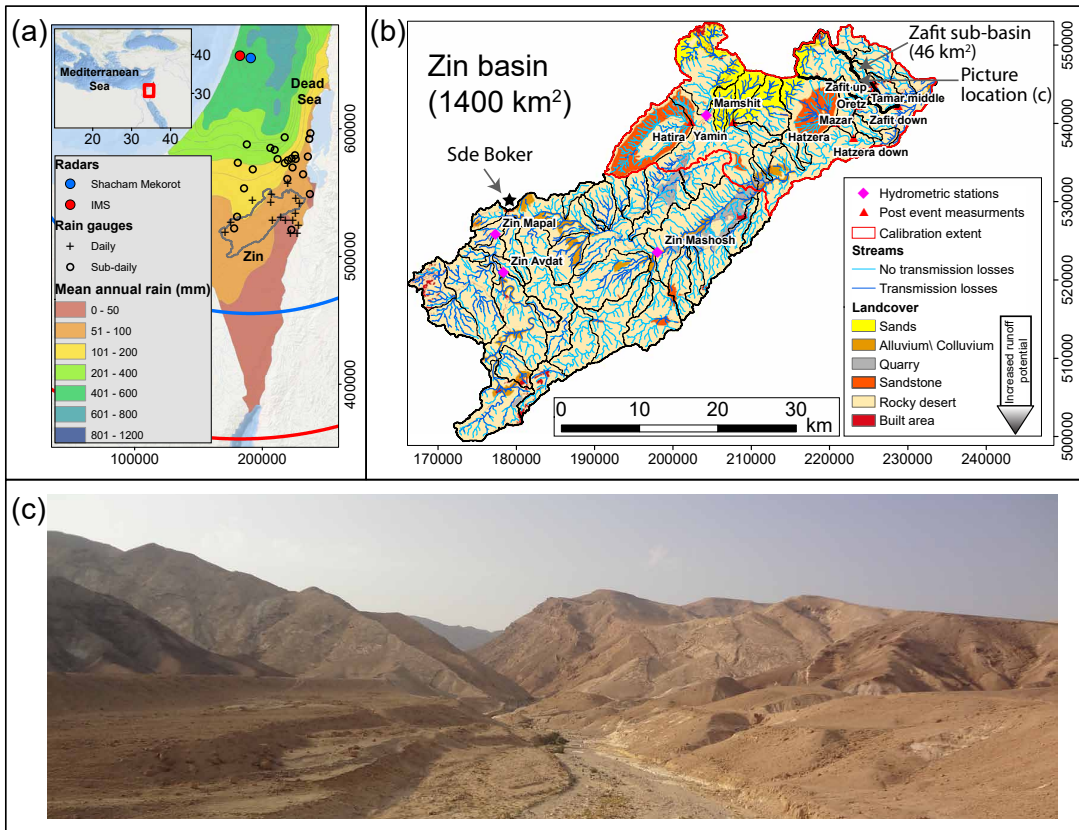 (a)
Mediterranean
Sea
40
30
20
40
Dead
Sea
Radars
Shacham Mekorot
IMS
Rain gauges
Daily
Sub-daily
Mean annual rain (mm)
0 - 50
51 - 100
101 - 200
201 - 400
401 - 600
601 - 800
801 - 1200
Zin
600000
500000
400000
100000
200000
(b)
Zin basin
(1400 km²)
Zafit sub-basin
(46 km²)
Picture
location (c)
Zafit up
Oretz
Tamar middle
Mazar
Zafit down
Mamshit
Hatira
Yamin
Hatzera
Hatzera down
Sde Boker
Zin Mapal
Zin Mashosh
Zin Avdat
Hydrometric stations
Post event measurments
Calibration extent
Streams
No transmission losses
Transmission losses
Landcover
Sands
Alluvium\ Colluvium
Quarry
Sandstone
Rocky desert
Built area
Increased runoff
potential
0
10
20
30
km
550000
540000
530000
520000
510000
500000
170000
180000
190000
200000
210000
220000
230000
240000
(c)